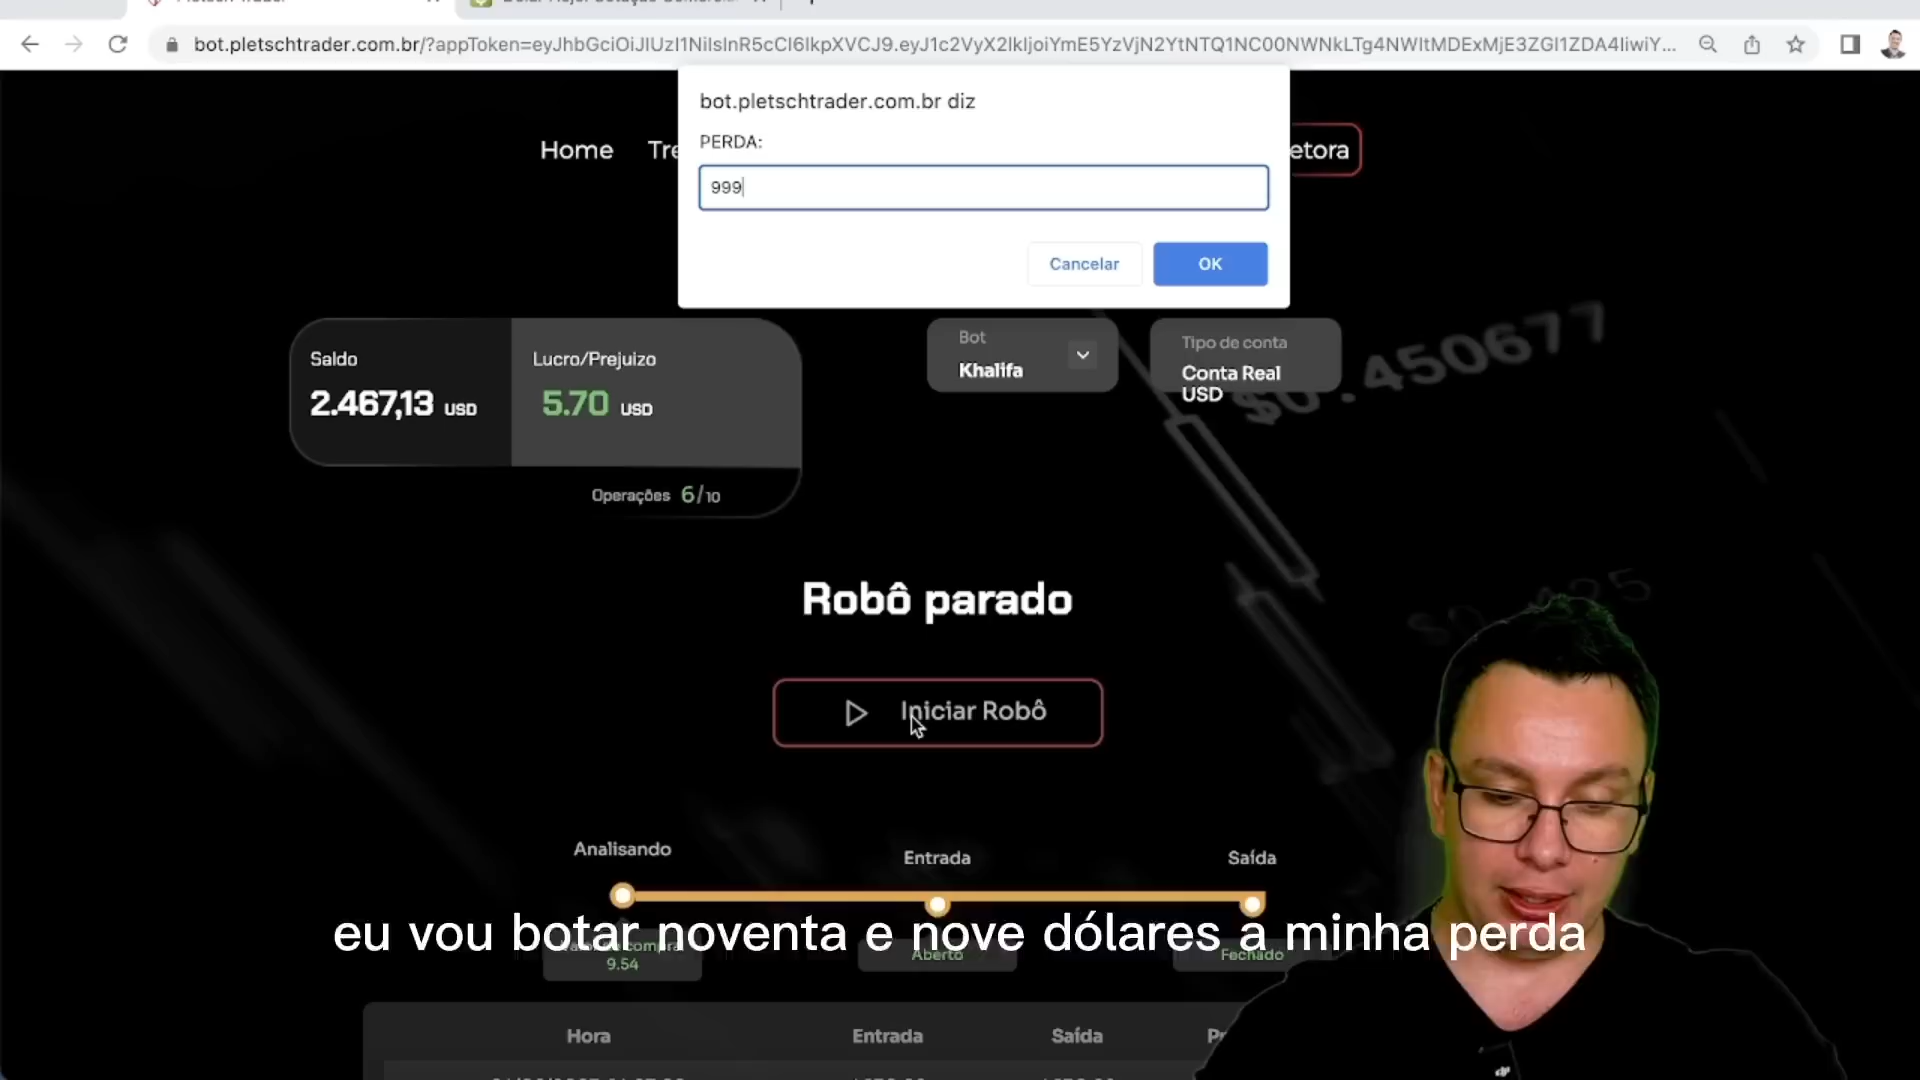 bot.pletschtrader.com.br/?appToken=eyJhbGciOiJIUzI1NiIsInR5cCI6IkpXVCJ9.eyJ1c2VyX2lkIjoiYmE5YzVjN2YtNTQ1NC00NWNkLTg4NWItMDExMjE3ZGI1ZDA4IiwiY...
bot.pletschtrader.com.br diz
PERDA:
999
Cancelar OK
Home Tre etora
Saldo
2.467,13 USD
Lucro/Prejuizo
5.70 USD
Operações 6/10
Bot
Khalifa
Tipo de conta
Conta Real
USD
$0.450677
Robô parado
Iniciar Robô
Analisando Entrada Saída
eu vou botar noventa e nove dólares a minha perda
9.54
Aberto
Fechado
Hora Entrada Saída